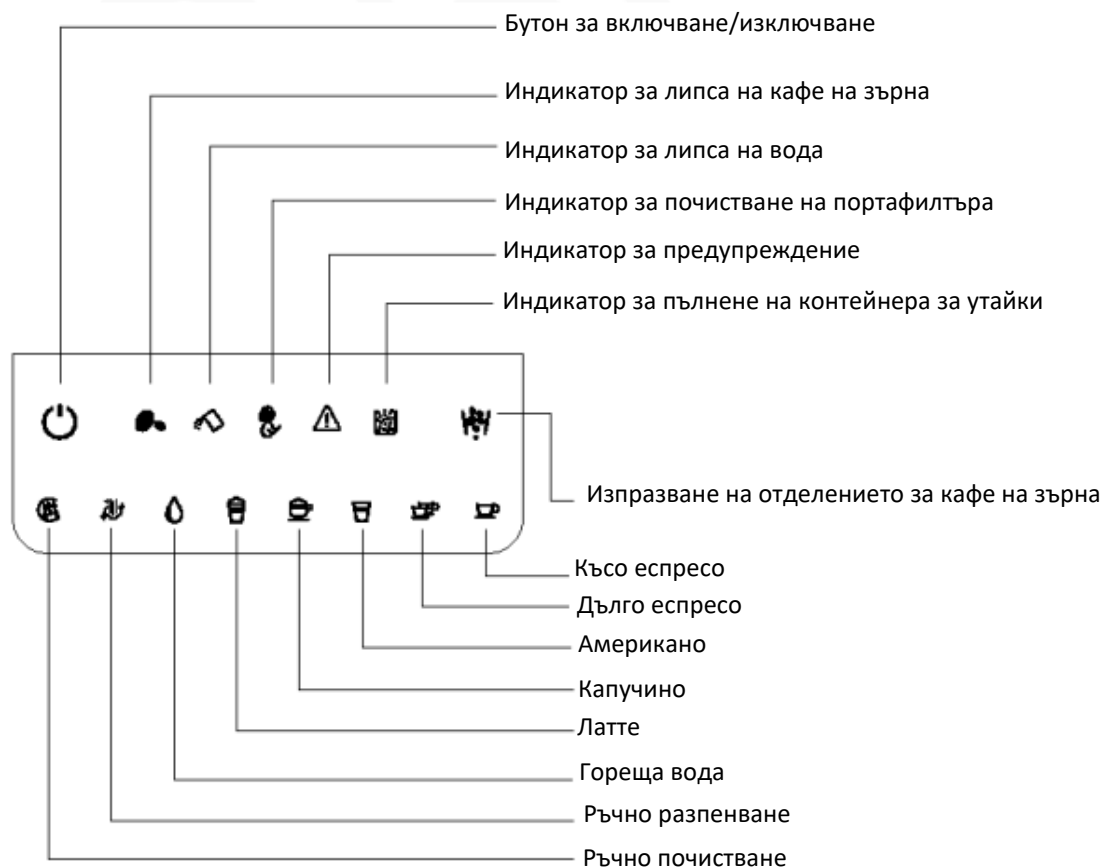 Бутон за включване/изключване
Индикатор за липса на кафе на зърна
Индикатор за липса на вода
Индикатор за почистване на портафилтъра
Индикатор за предупреждение
Индикатор за пълнене на контейнера за утайки
Изпразване на отделението за кафе на зърна
Късо еспресо
Дълго еспресо
Американо
Капучино
Латте
Гореща вода
Ръчно разпенване
Ръчно почистване